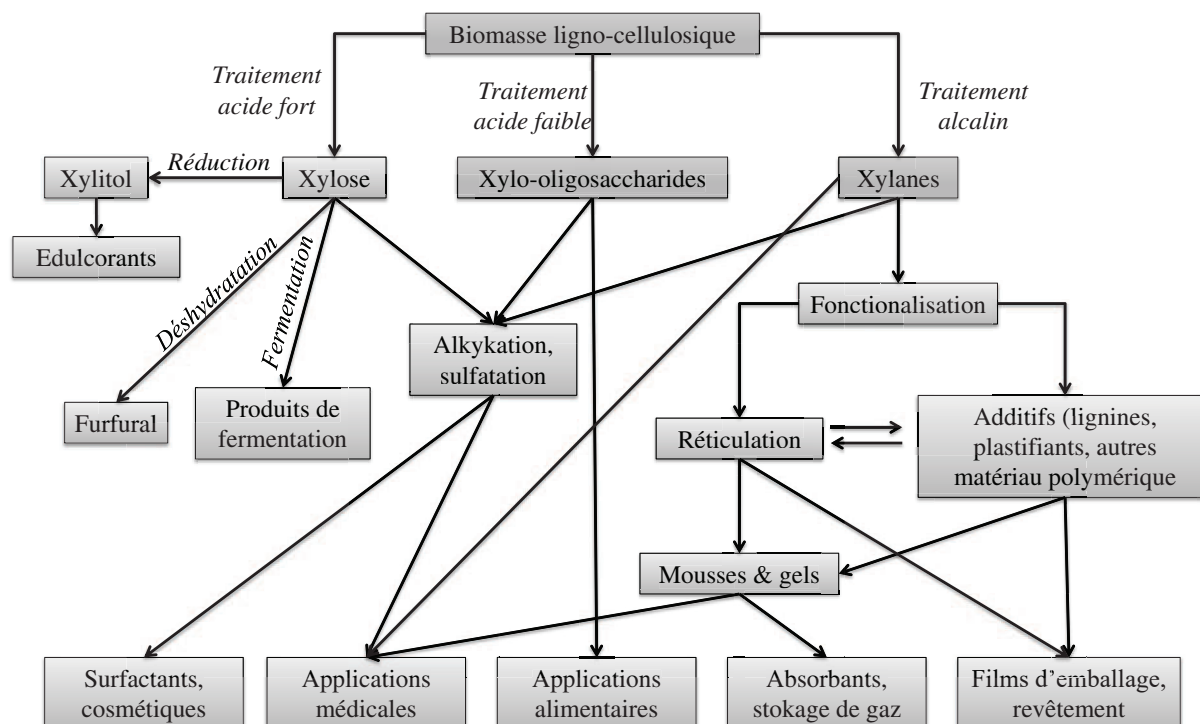 Biomasse ligno-cellulosique
Traitement
acide fort
Traitement
acide faible
Traitement
alcalin
Xylitol
Réduction
Xylose
Xylo-oligosaccharides
Xylanes
Edulcorants
Déshydratation
Fermentation
Fonctionalisation
Alkykation,
sulfatation
Furfural
Produits de
fermentation
Réticulation
Additifs (lignines,
plastifiants, autres
matériau polymérique
Mousses & gels
Surfactants,
cosmétiques
Applications
médicales
Applications
alimentaires
Absorbants,
stokage de gaz
Films d'emballage,
revêtement